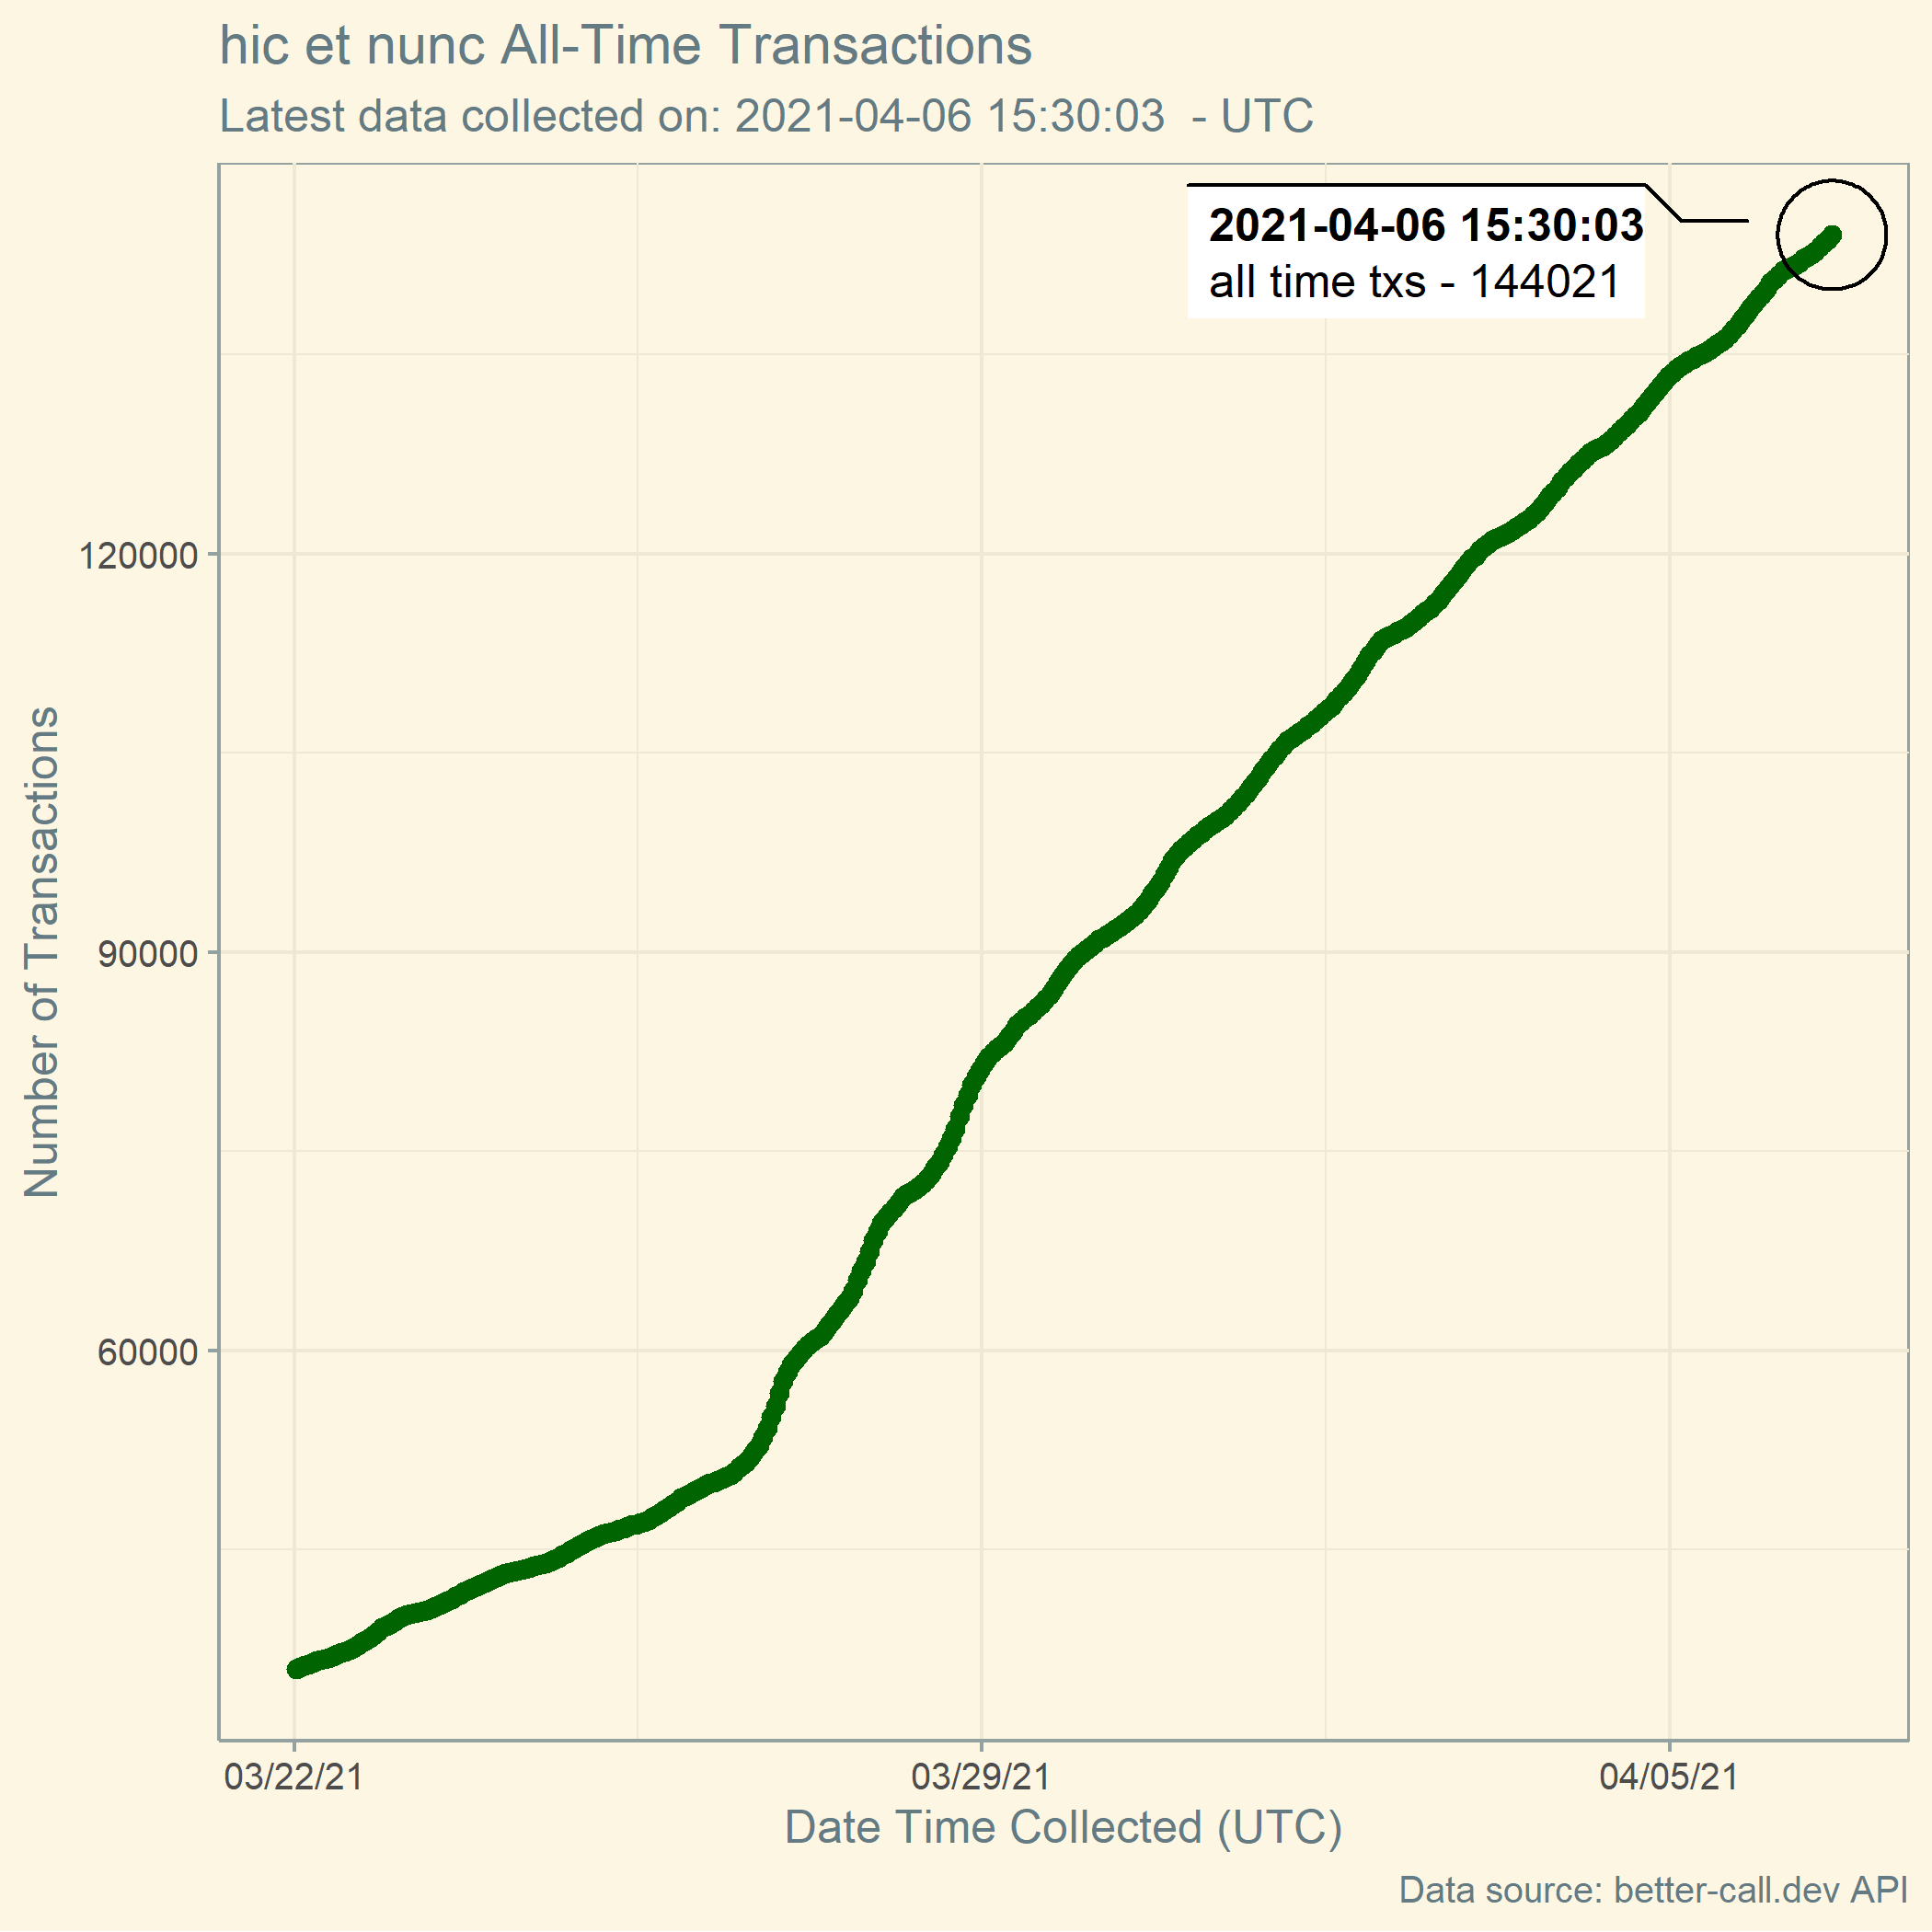 hic et nunc All-Time Transactions
Latest data collected on: 2021-04-06 15:30:03  - UTC
2021-04-06 15:30:03
all time txs - 144021
Number of Transactions
120000
90000
60000
03/22/21
03/29/21
04/05/21
Date Time Collected (UTC)
Data source: better-call.dev API